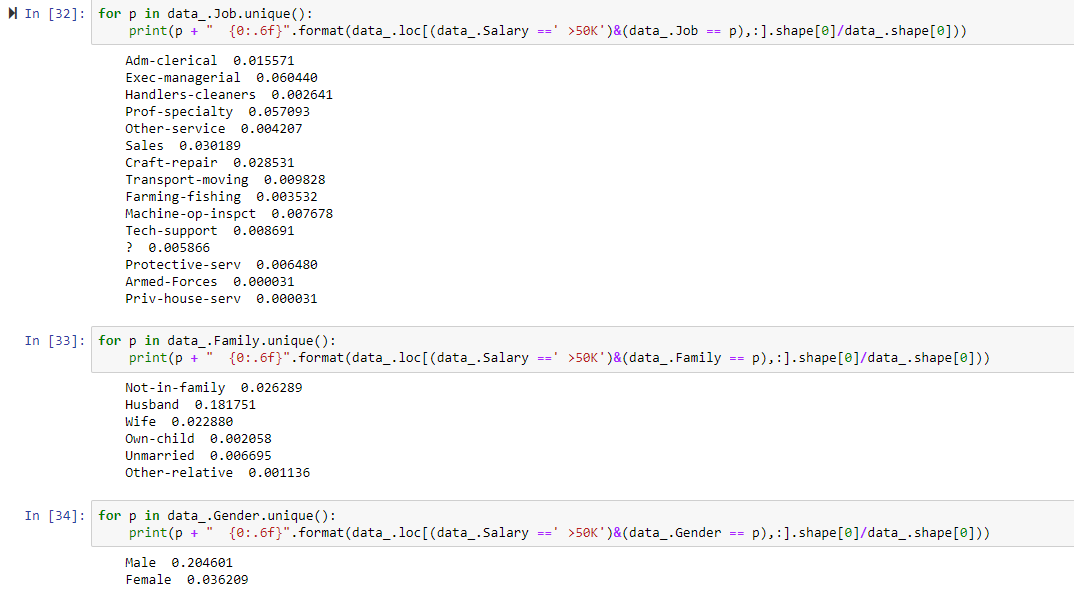 In [32]: for p in data_.Job.unique():
print(p + "  {0:.6f}".format(data_.loc[(data_.Salary ==' >50K')&(data_.Job == p),:].shape[0]/data_.shape[0]))
Adm-clerical  0.015571
Exec-managerial  0.060440
Handlers-cleaners  0.002641
Prof-specialty  0.057093
Other-service  0.004207
Sales  0.030189
Craft-repair  0.028531
Transport-moving  0.009828
Farming-fishing  0.003532
Machine-op-inspct  0.007678
Tech-support  0.008691
?  0.005866
Protective-serv  0.006480
Armed-Forces  0.000031
Priv-house-serv  0.000031
In [33]: for p in data_.Family.unique():
print(p + "  {0:.6f}".format(data_.loc[(data_.Salary ==' >50K')&(data_.Family == p),:].shape[0]/data_.shape[0]))
Not-in-family  0.026289
Husband  0.181751
Wife  0.022880
Own-child  0.002058
Unmarried  0.006695
Other-relative  0.001136
In [34]: for p in data_.Gender.unique():
print(p + "  {0:.6f}".format(data_.loc[(data_.Salary ==' >50K')&(data_.Gender == p),:].shape[0]/data_.shape[0]))
Male  0.204601
Female  0.036209